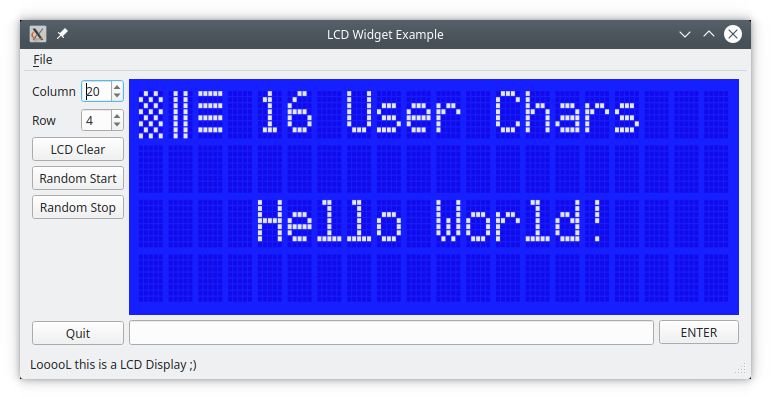 LCD Widget Example
File
Column 20
Row 4
LCD Clear
Random Start
Random Stop
16 User Chars
Hello World!
Quit
ENTER
LooooL this is a LCD Display ;)